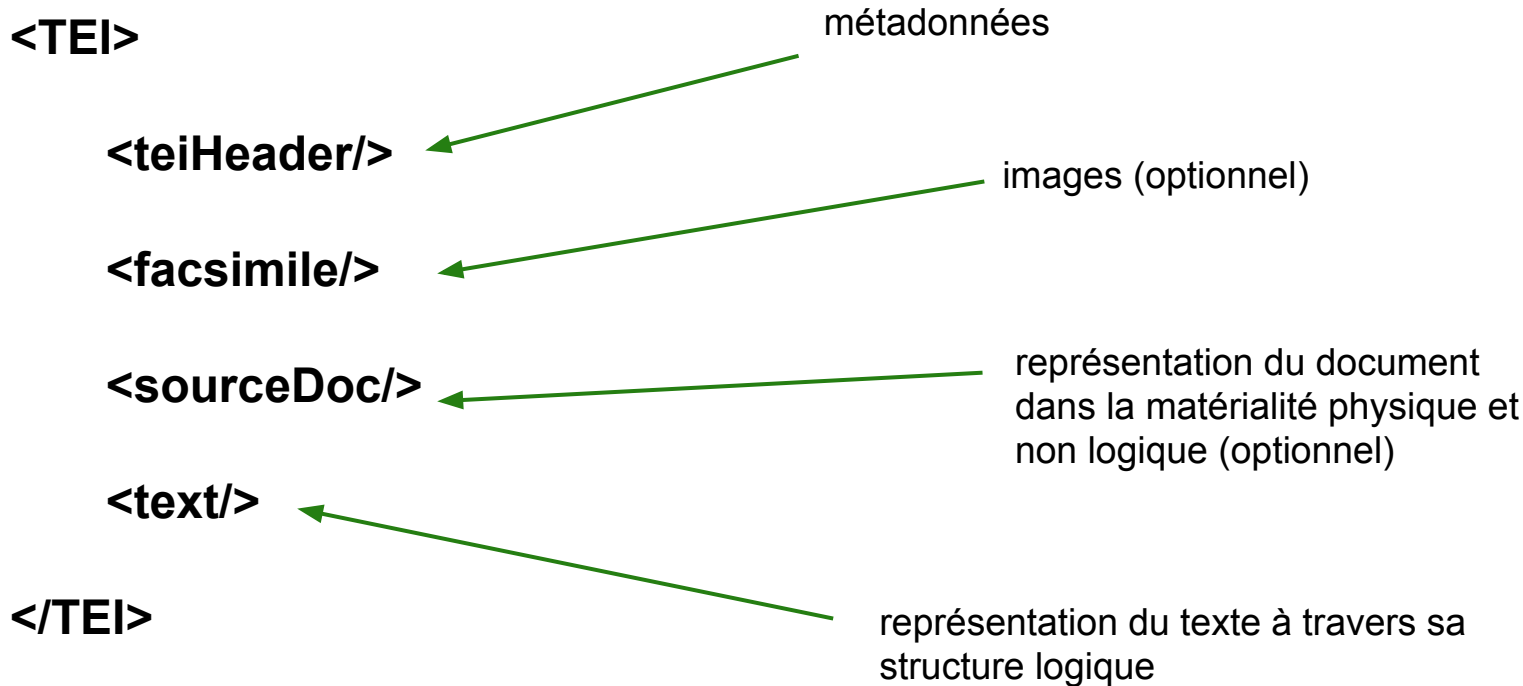 <TEI>
métadonnées
<teiHeader/>
images (optionnel)
<facsimile/>
<sourceDoc/>
représentation du document
dans la matérialité physique et
non logique (optionnel)
<text/>
</TEI>
représentation du texte à travers sa
structure logique